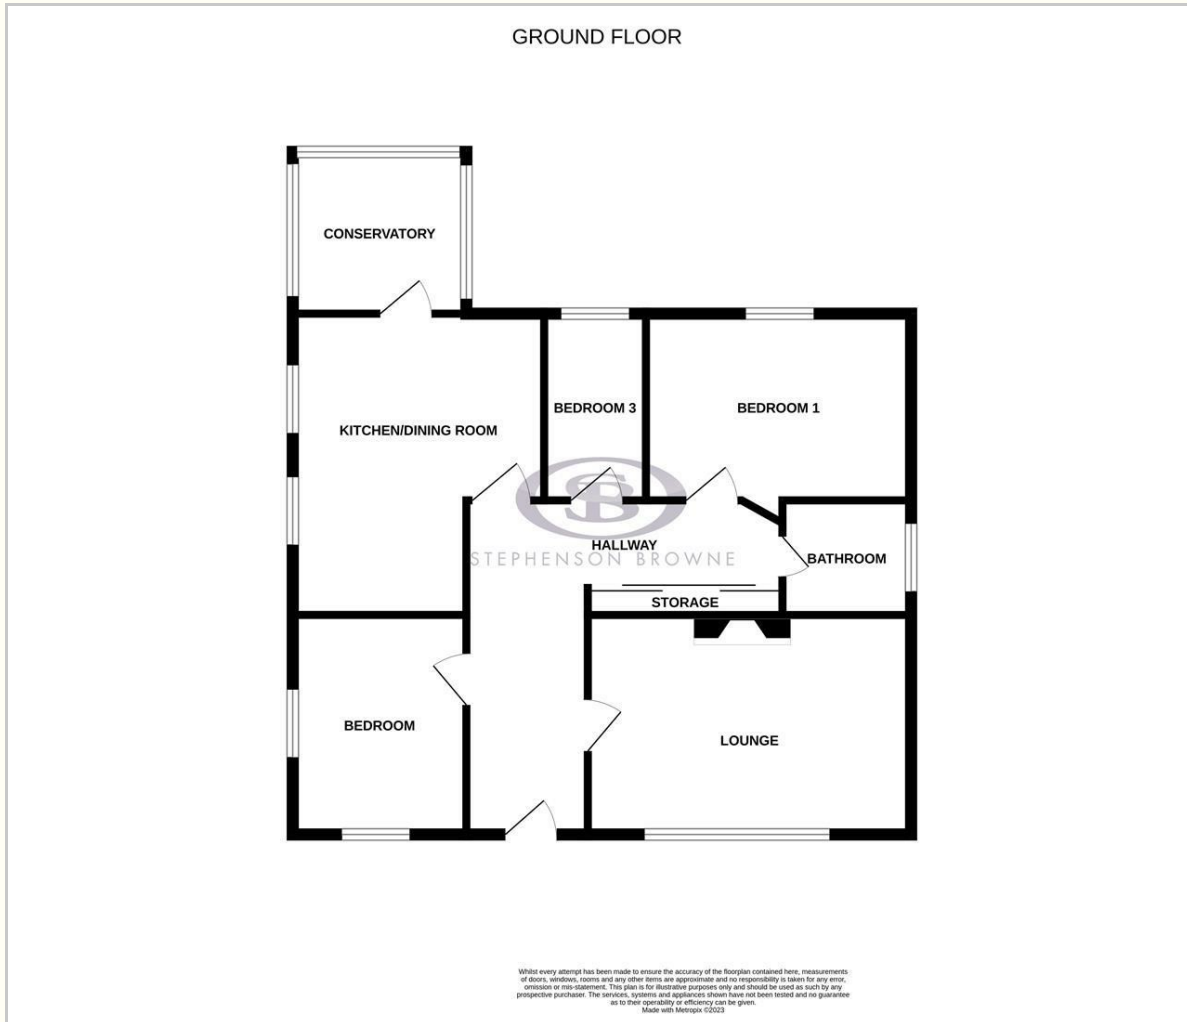 GROUND FLOOR
CONSERVATORY
BEDROOM 3
BEDROOM 1
KITCHEN/DINING ROOM
SB
HALLWAY
STEPHENSON BROWNE
BATHROOM
STORAGE
BEDROOM
LOUNGE
Whilst every attempt has been made to ensure the accuracy of the floorplan contained here, measurements
of doors, windows, rooms and any other items are approximate and no responsibility is taken for any error,
omission or mis-statement. This plan is for illustrative purposes only and should be used as such by any
prospective purchaser. The services, systems and appliances shown have not been tested and no guarantee
as to their operability or efficiency can be given.
Made with Metropix ©2023